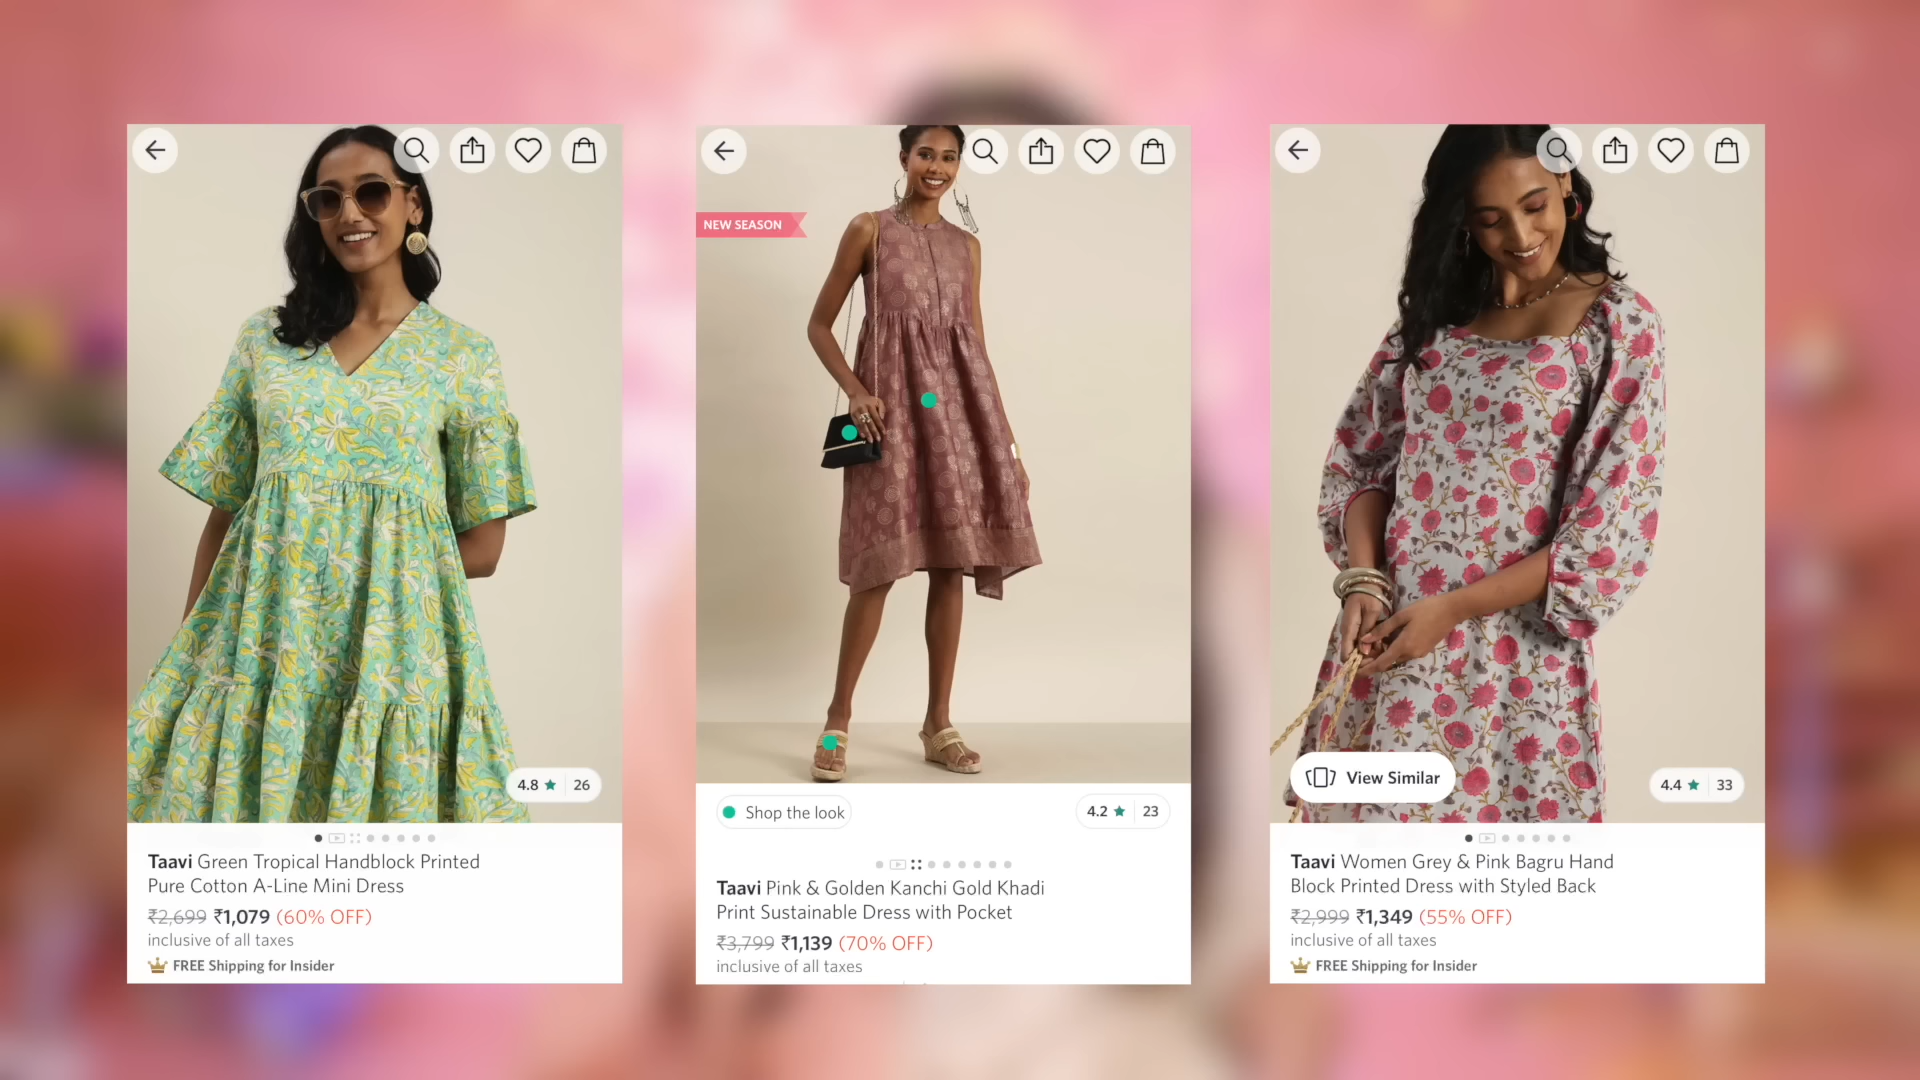 4.8 ★ 26
Taavi Green Tropical Handblock Printed
Pure Cotton A-Line Mini Dress
₹2,699 ₹1,079 (60% OFF)
inclusive of all taxes
FREE Shipping for Insider
NEW SEASON
Shop the look
4.2 ★ 23
Taavi Pink & Golden Kanchi Gold Khadi
Print Sustainable Dress with Pocket
₹3,799 ₹1,139 (70% OFF)
inclusive of all taxes
View Similar
4.4 ★ 33
Taavi Women Grey & Pink Bagru Hand
Block Printed Dress with Styled Back
₹2,999 ₹1,349 (55% OFF)
inclusive of all taxes
FREE Shipping for Insider